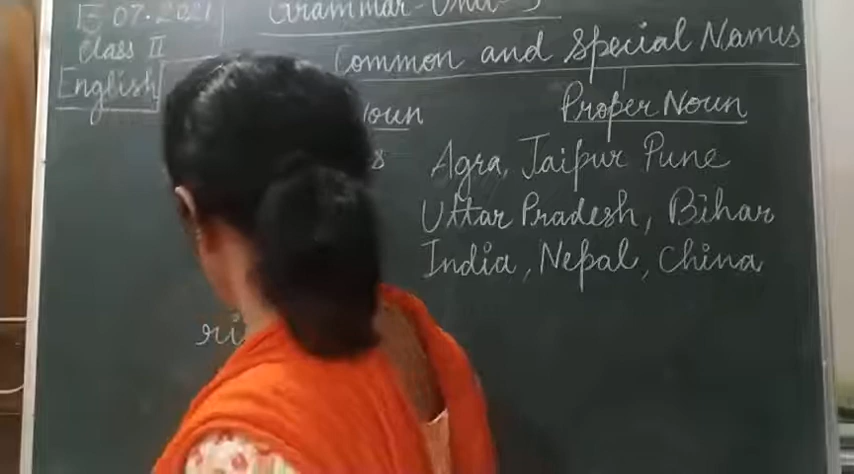 15.07.2021 Grammar-Unit-3
Class II
English
Common and Special Names
Noun Proper Noun
Agra, Jaipur Pune
Uttar Pradesh, Bihar
India, Nepal, China